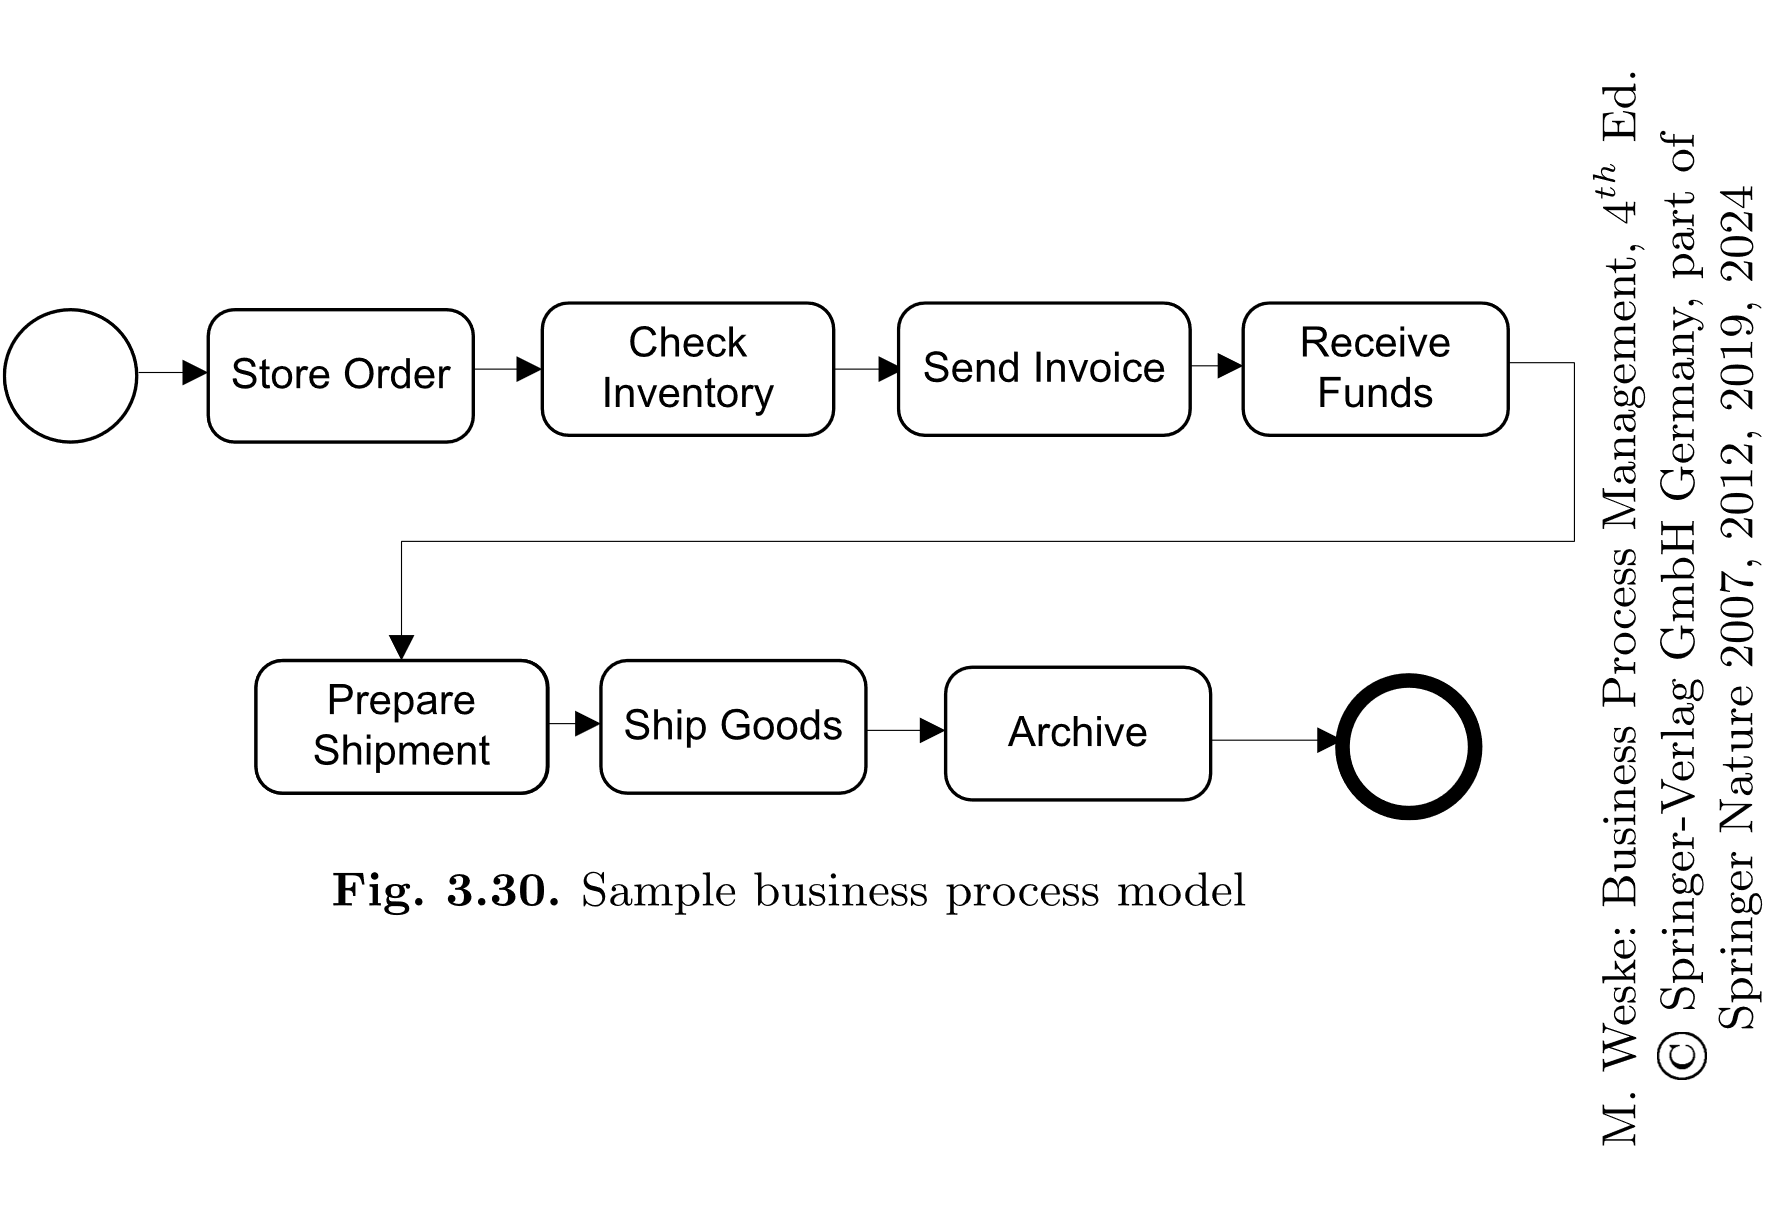 Store Order
Check
Inventory
Send Invoice
Receive
Funds
Prepare
Shipment
Ship Goods
Archive
Fig. 3.30. Sample business process model
M. Weske: Business Process Management, 4th Ed.
© Springer-Verlag GmbH Germany, part of
Springer Nature 2007, 2012, 2019, 2024